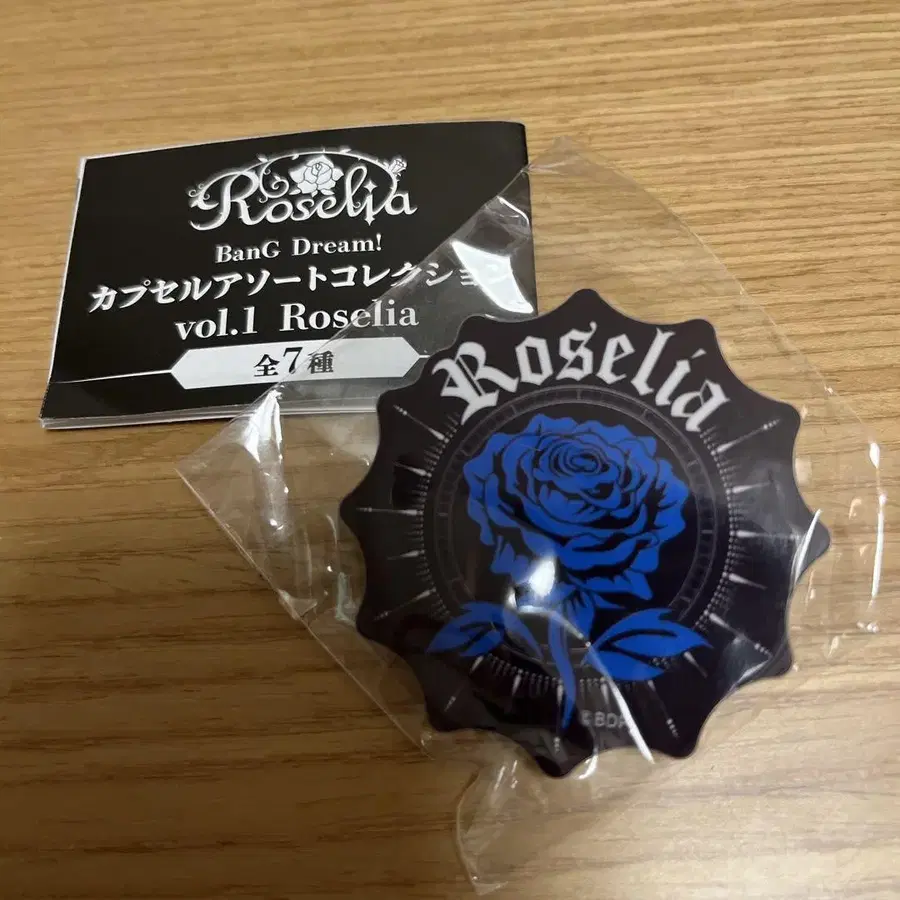 Roselia
BanG Dream!
カプセルアソートコレクション
vol.1 Roselia
全7種
Roselia